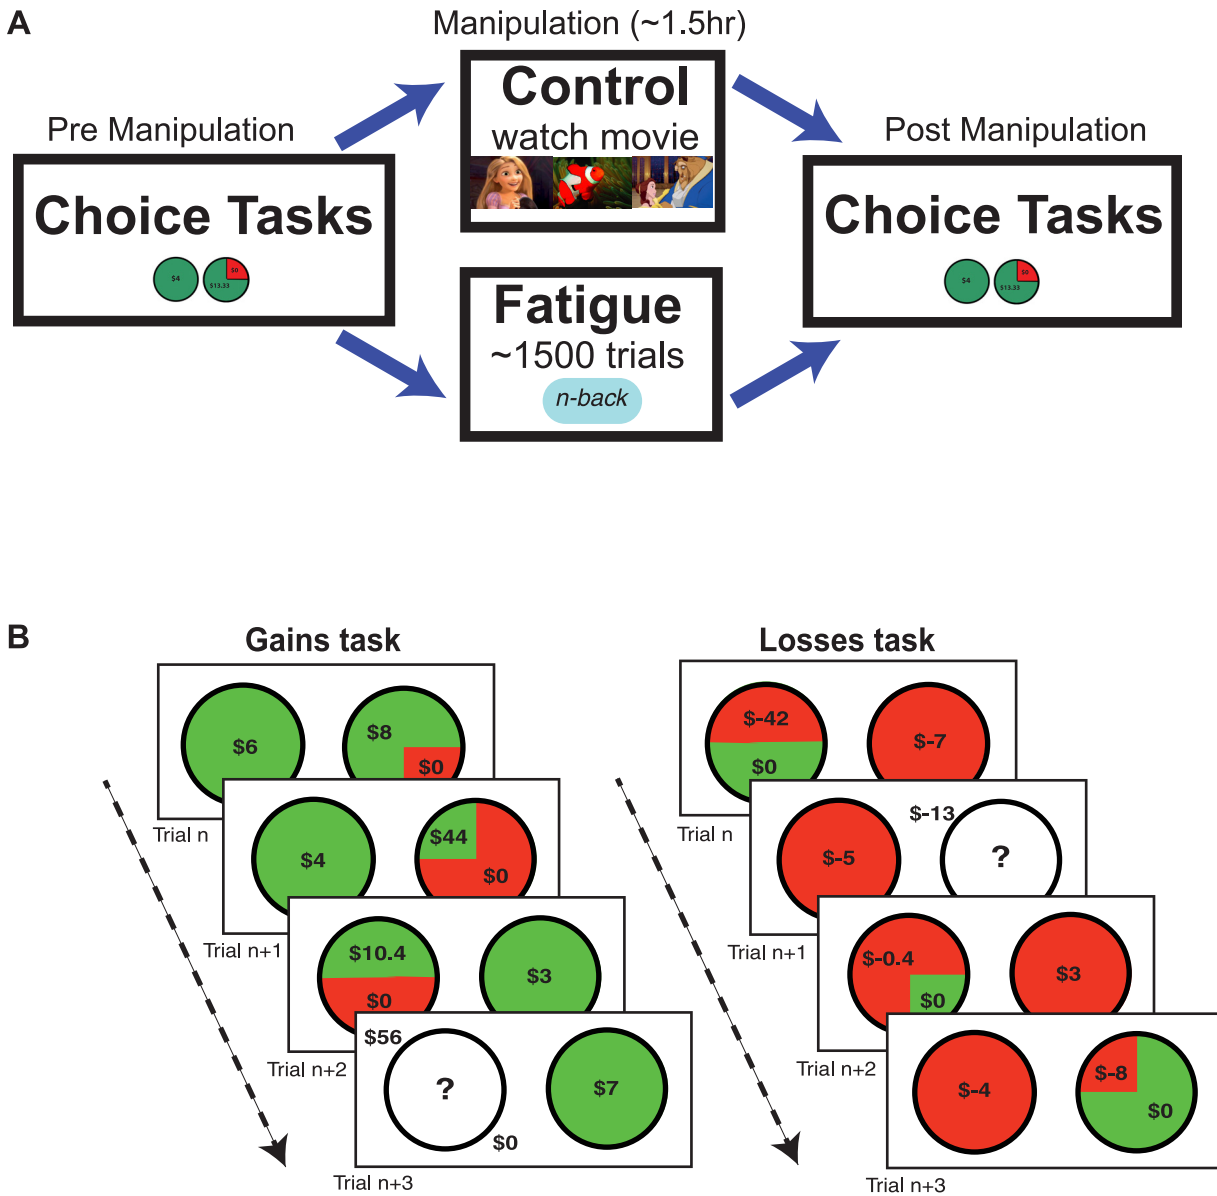 A
Manipulation (~1.5hr)
Pre Manipulation
Control
watch movie
Post Manipulation
Choice Tasks
$4
$0
$13.33
Fatigue
~1500 trials
n-back
Choice Tasks
$4
$0
$13.33
B
Gains task
$6
$8
$0
Trial n
$4
$44
$0
Trial n+1
$10.4
$0
$3
Trial n+2
$56
?
$0
$7
Trial n+3
Losses task
$-42
$0
$-7
Trial n
$-5
$-13
?
Trial n+1
$-0.4
$0
$3
Trial n+2
$-4
$-8
$0
Trial n+3